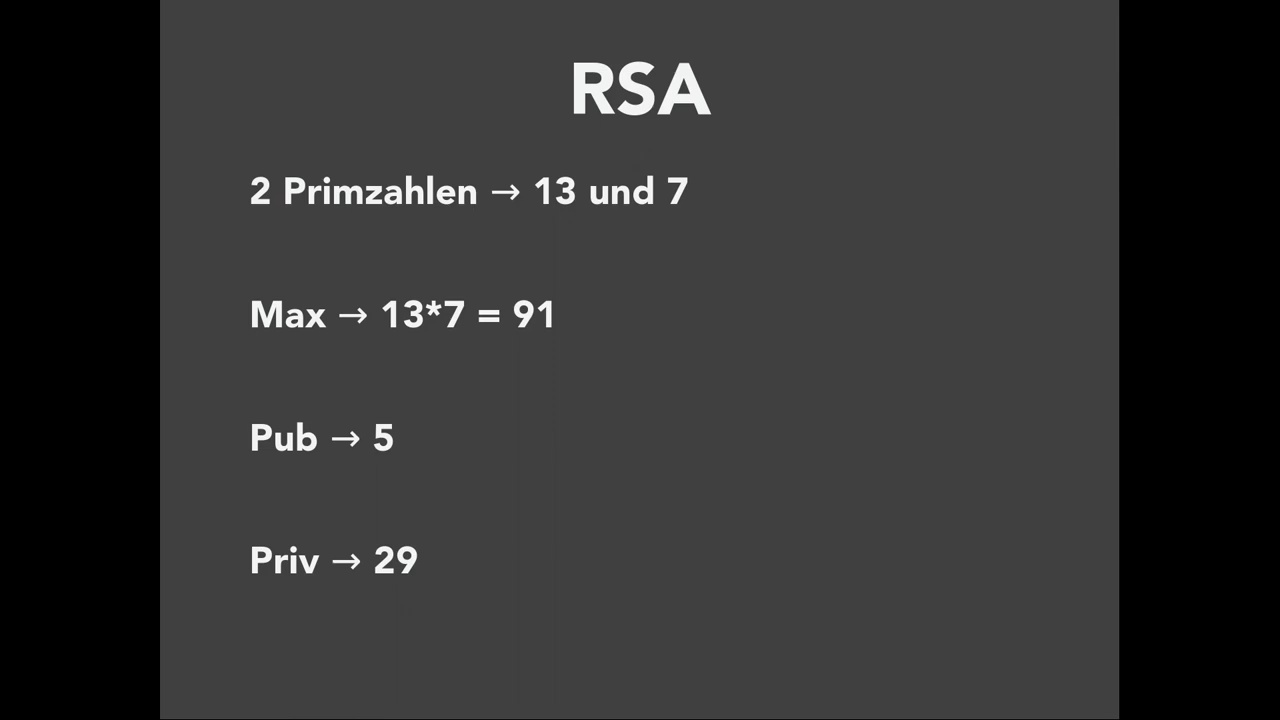 RSA
2 Primzahlen → 13 und 7
Max → 13*7 = 91
Pub → 5
Priv → 29